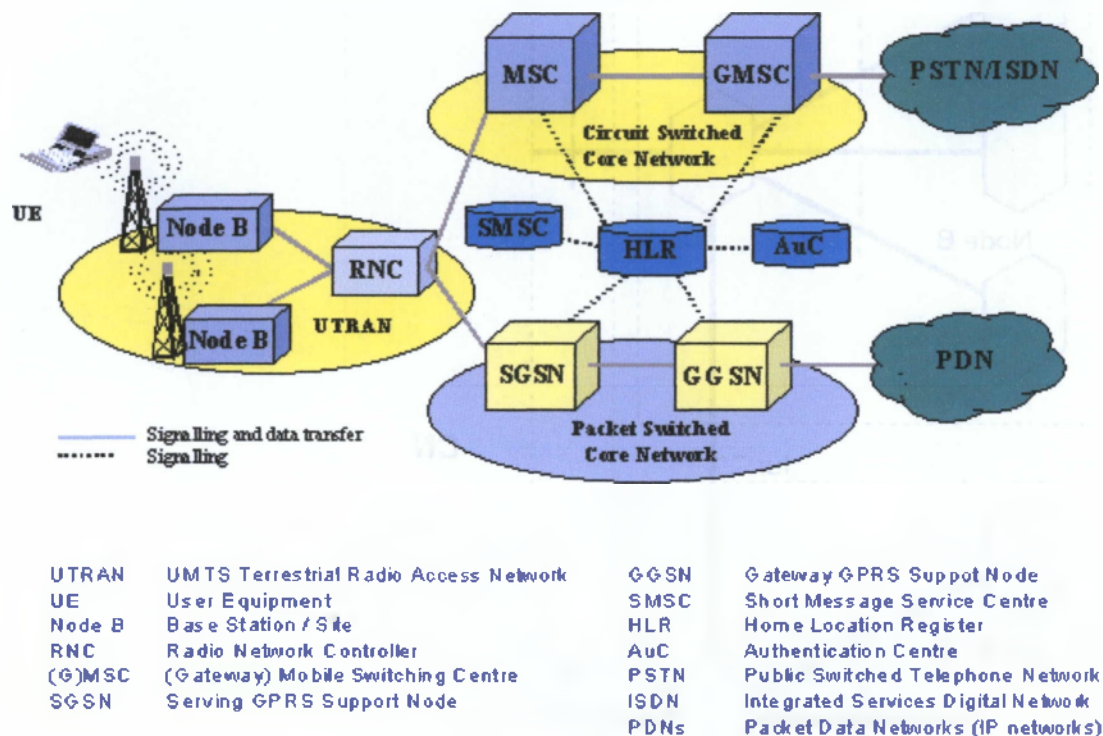 MSC
GMSC
PSTN/ISDN
Circuit Switched
Core Network
UE
Node B
SMSC
HLR
AuC
RNC
UTRAN
Node B
SGSN
GGSN
PDN
Packet Switched
Core Network
Signalling and data transfer
Signalling
UTRAN UMTS Terrestrial Radio Access Network
UE User Equipment
Node B Base Station / Site
RNC Radio Network Controller
(G)MSC (Gateway) Mobile Switching Centre
SGSN Serving GPRS Support Node
GGSN Gateway GPRS Suppot Node
SMSC Short Message Service Centre
HLR Home Location Register
AuC Authentication Centre
PSTN Public Switched Telephone Network
ISDN Integrated Services Digital Network
PDNs Packet Data Networks (IP networks)